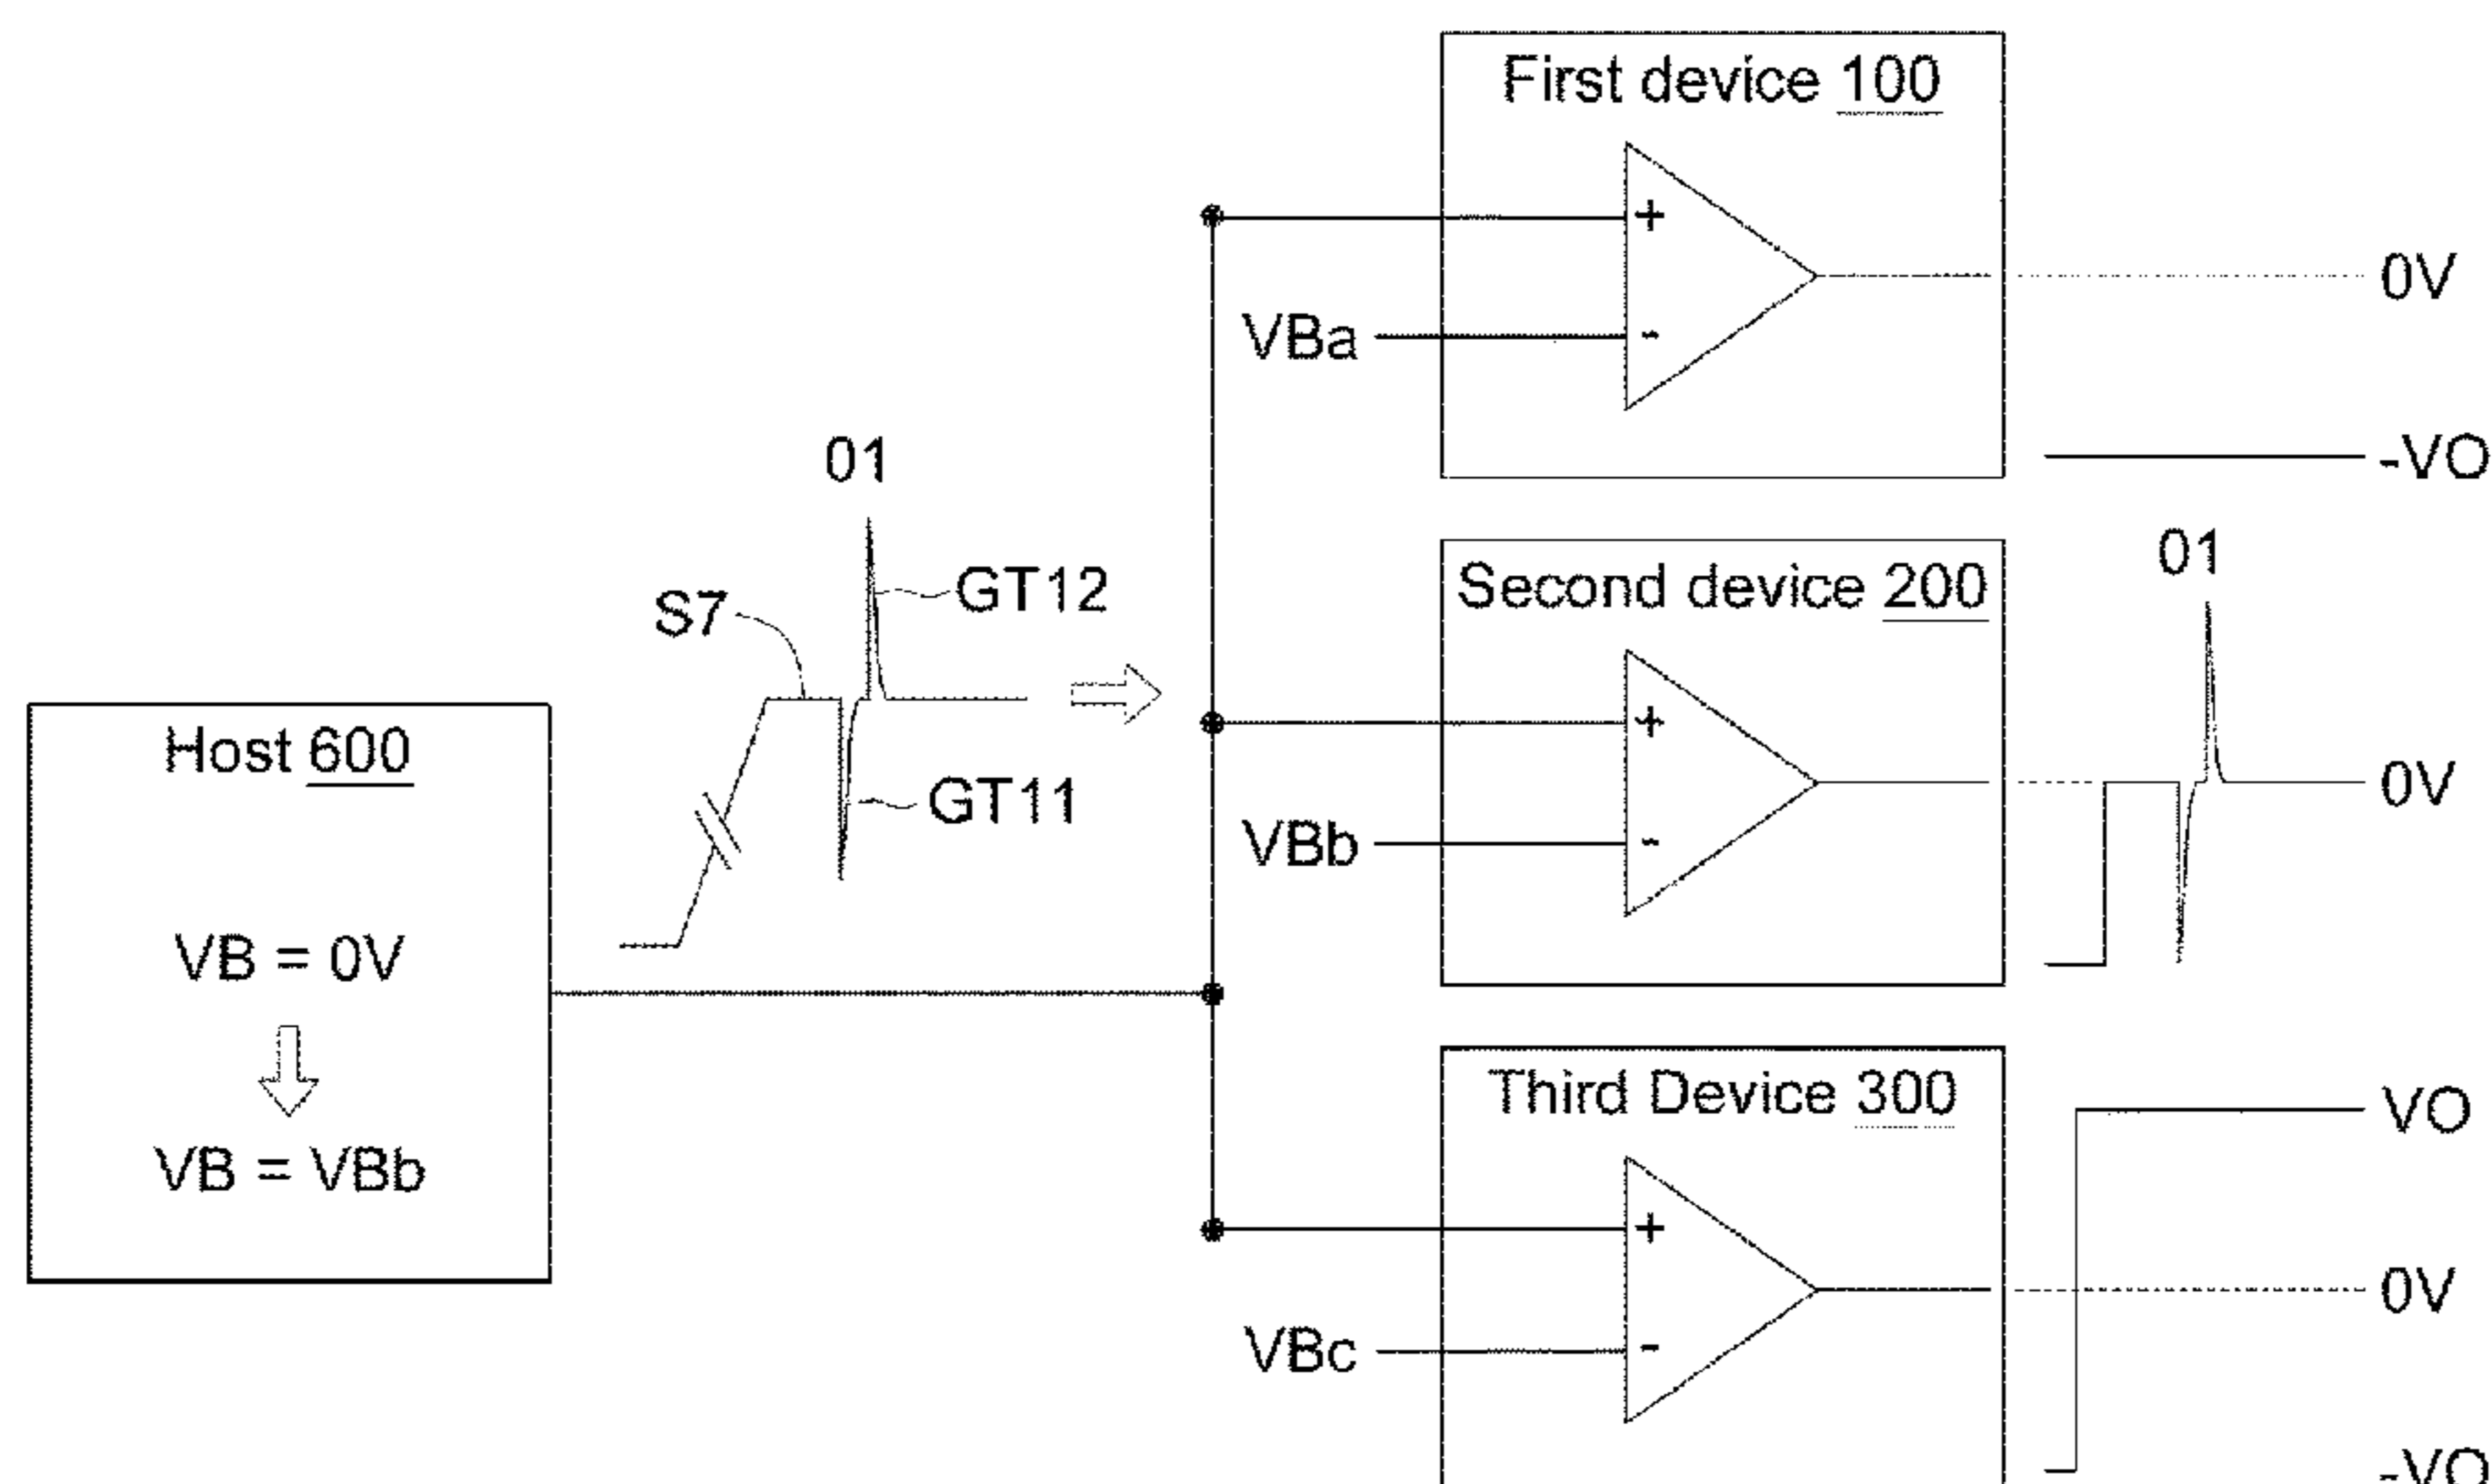 First device 100
+
0V
VBa
-
-VO
01
GT12
S7
GT11
Host 600
VB = 0V
VB = VBb
Second device 200
01
+
0V
VBb
-
Third Device 300
VO
+
0V
VBc
-
-VO